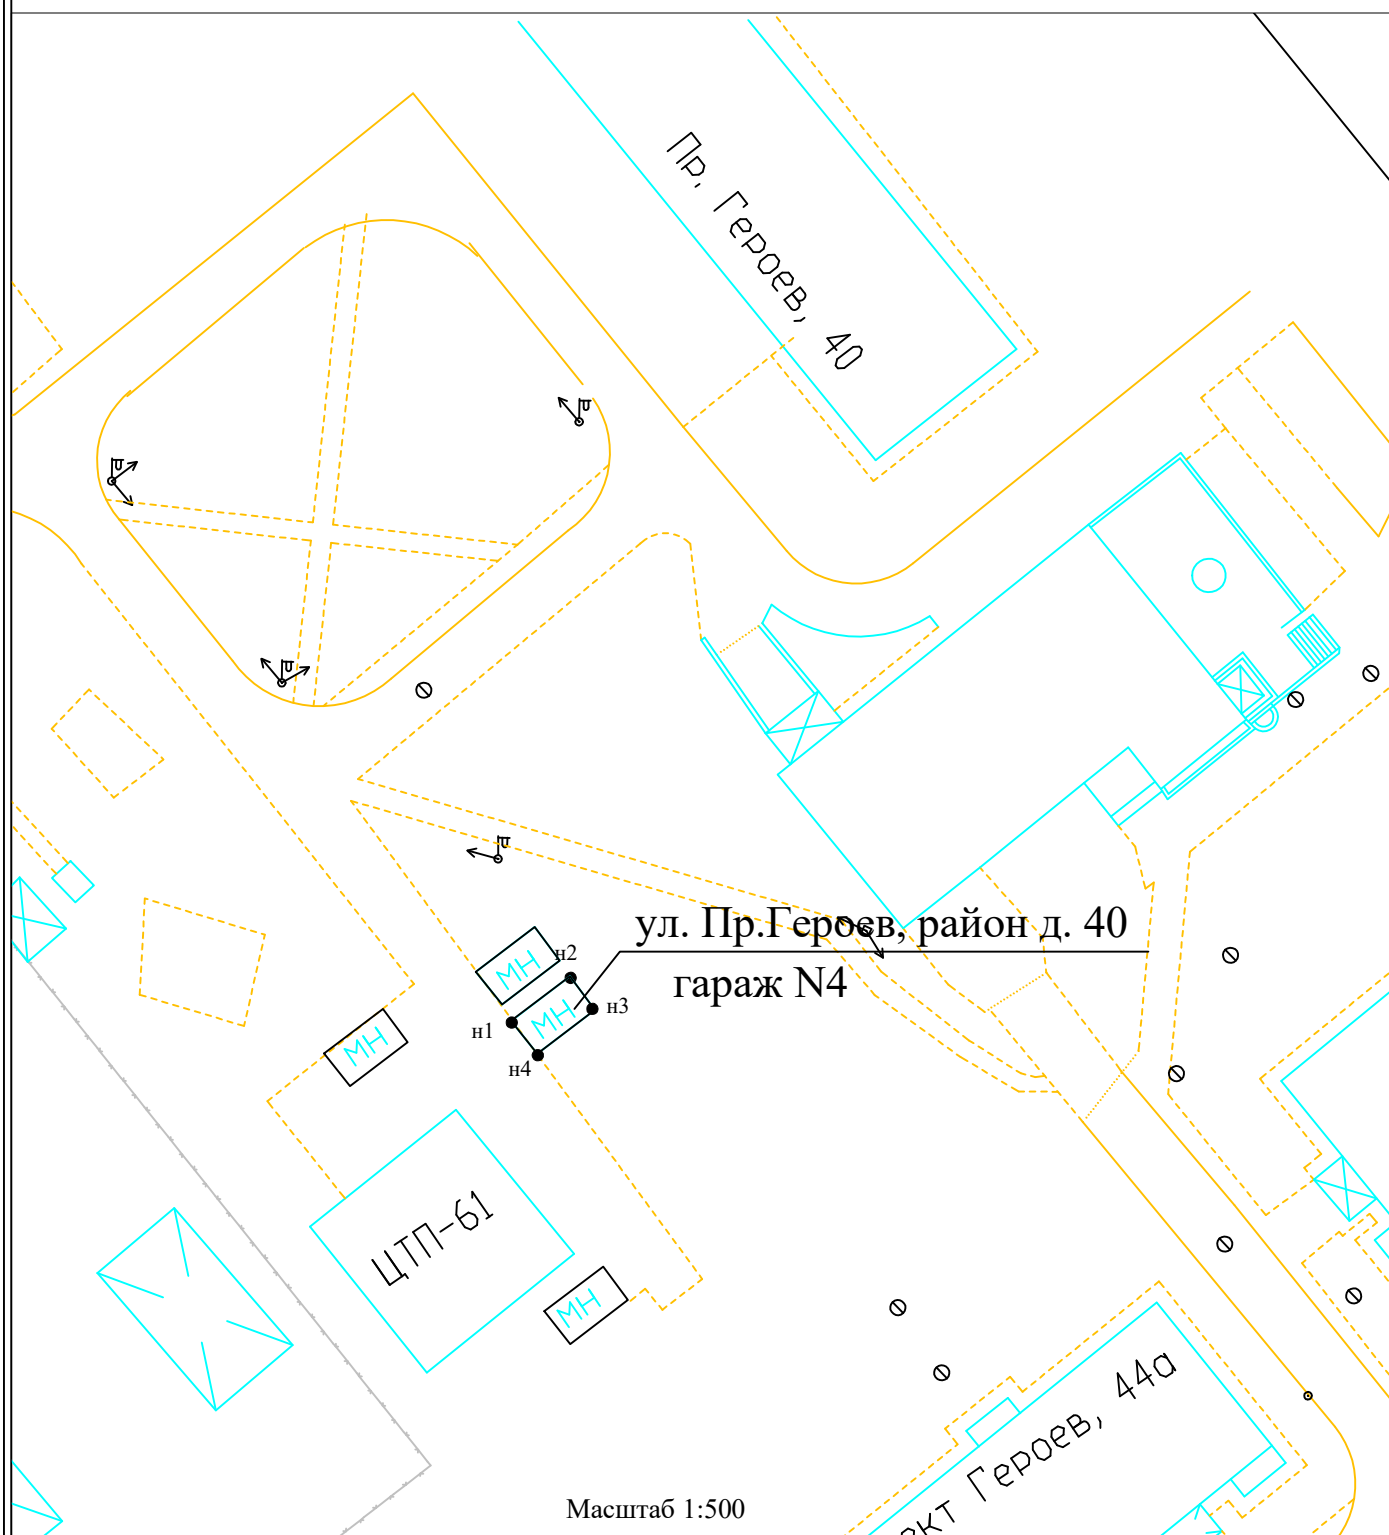 Пр. Героев, 40
ул. Пр.Героев, район д. 40
гараж N4
МН
н2
МН
н3
н1
н4
МН
ЦТП-61
МН
44а
Героев,
Масштаб 1:500